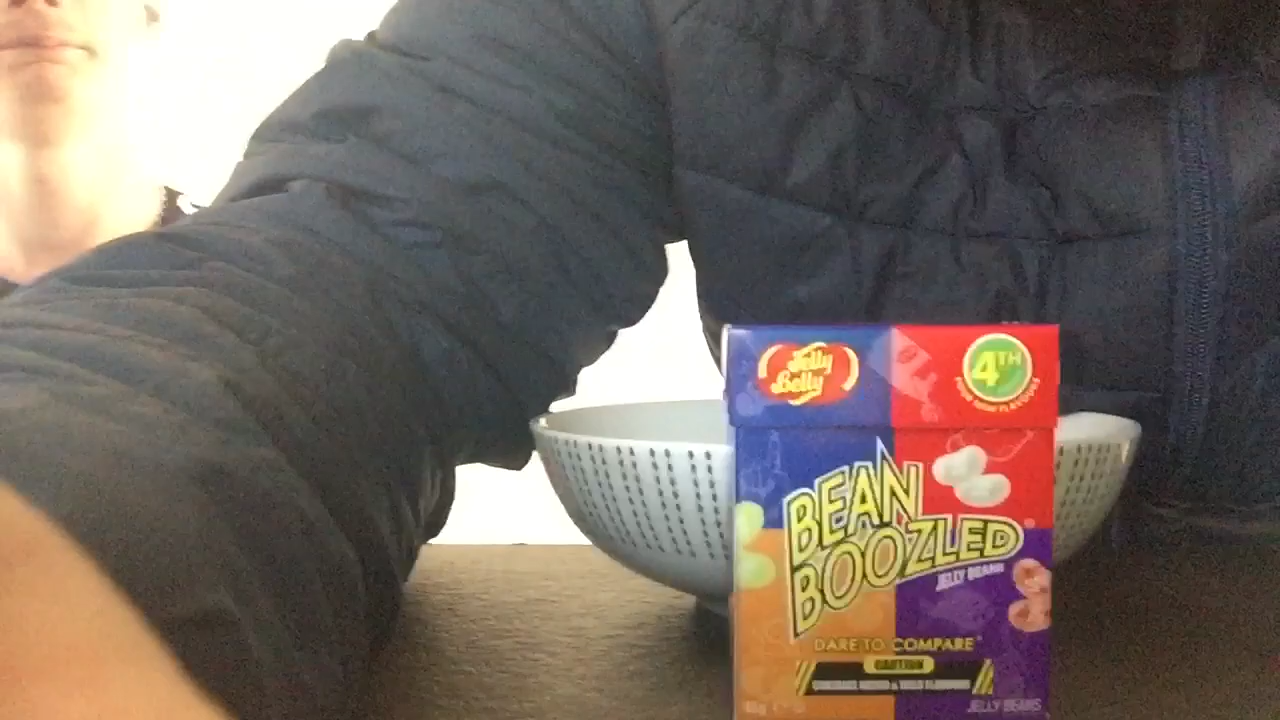 Jelly
Belly
4TH
BEAN
BOOZLED
JELLY BEANS
DARE TO COMPARE
CAUTION
JELLY BEANS